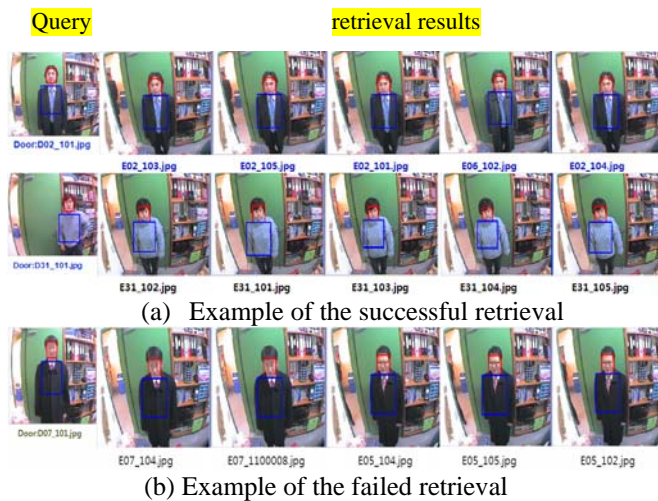 Query retrieval results
Door:D02_101.jpg E02_103.jpg E02_105.jpg E02_101.jpg E06_102.jpg E02_104.jpg
Door:D31_101.jpg E31_102.jpg E31_101.jpg E31_103.jpg E31_104.jpg E31_105.jpg
(a) Example of the successful retrieval
Door:D07_101.jpg E07_104.jpg E07_1100008.jpg E05_104.jpg E05_105.jpg E05_102.jpg
(b) Example of the failed retrieval